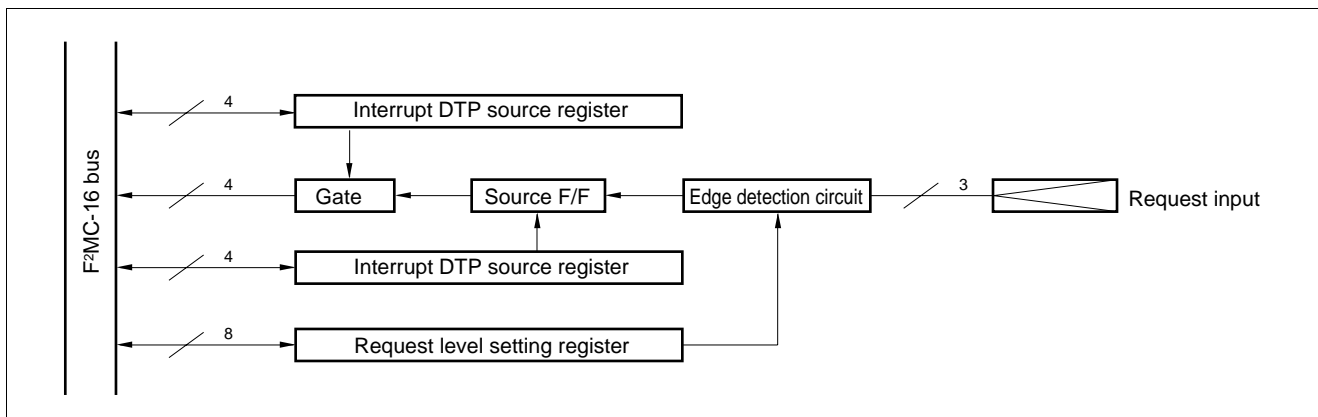 F²MC-16 bus
4
Interrupt DTP source register
4
Gate
Source F/F
Edge detection circuit
3
Request input
4
Interrupt DTP source register
8
Request level setting register